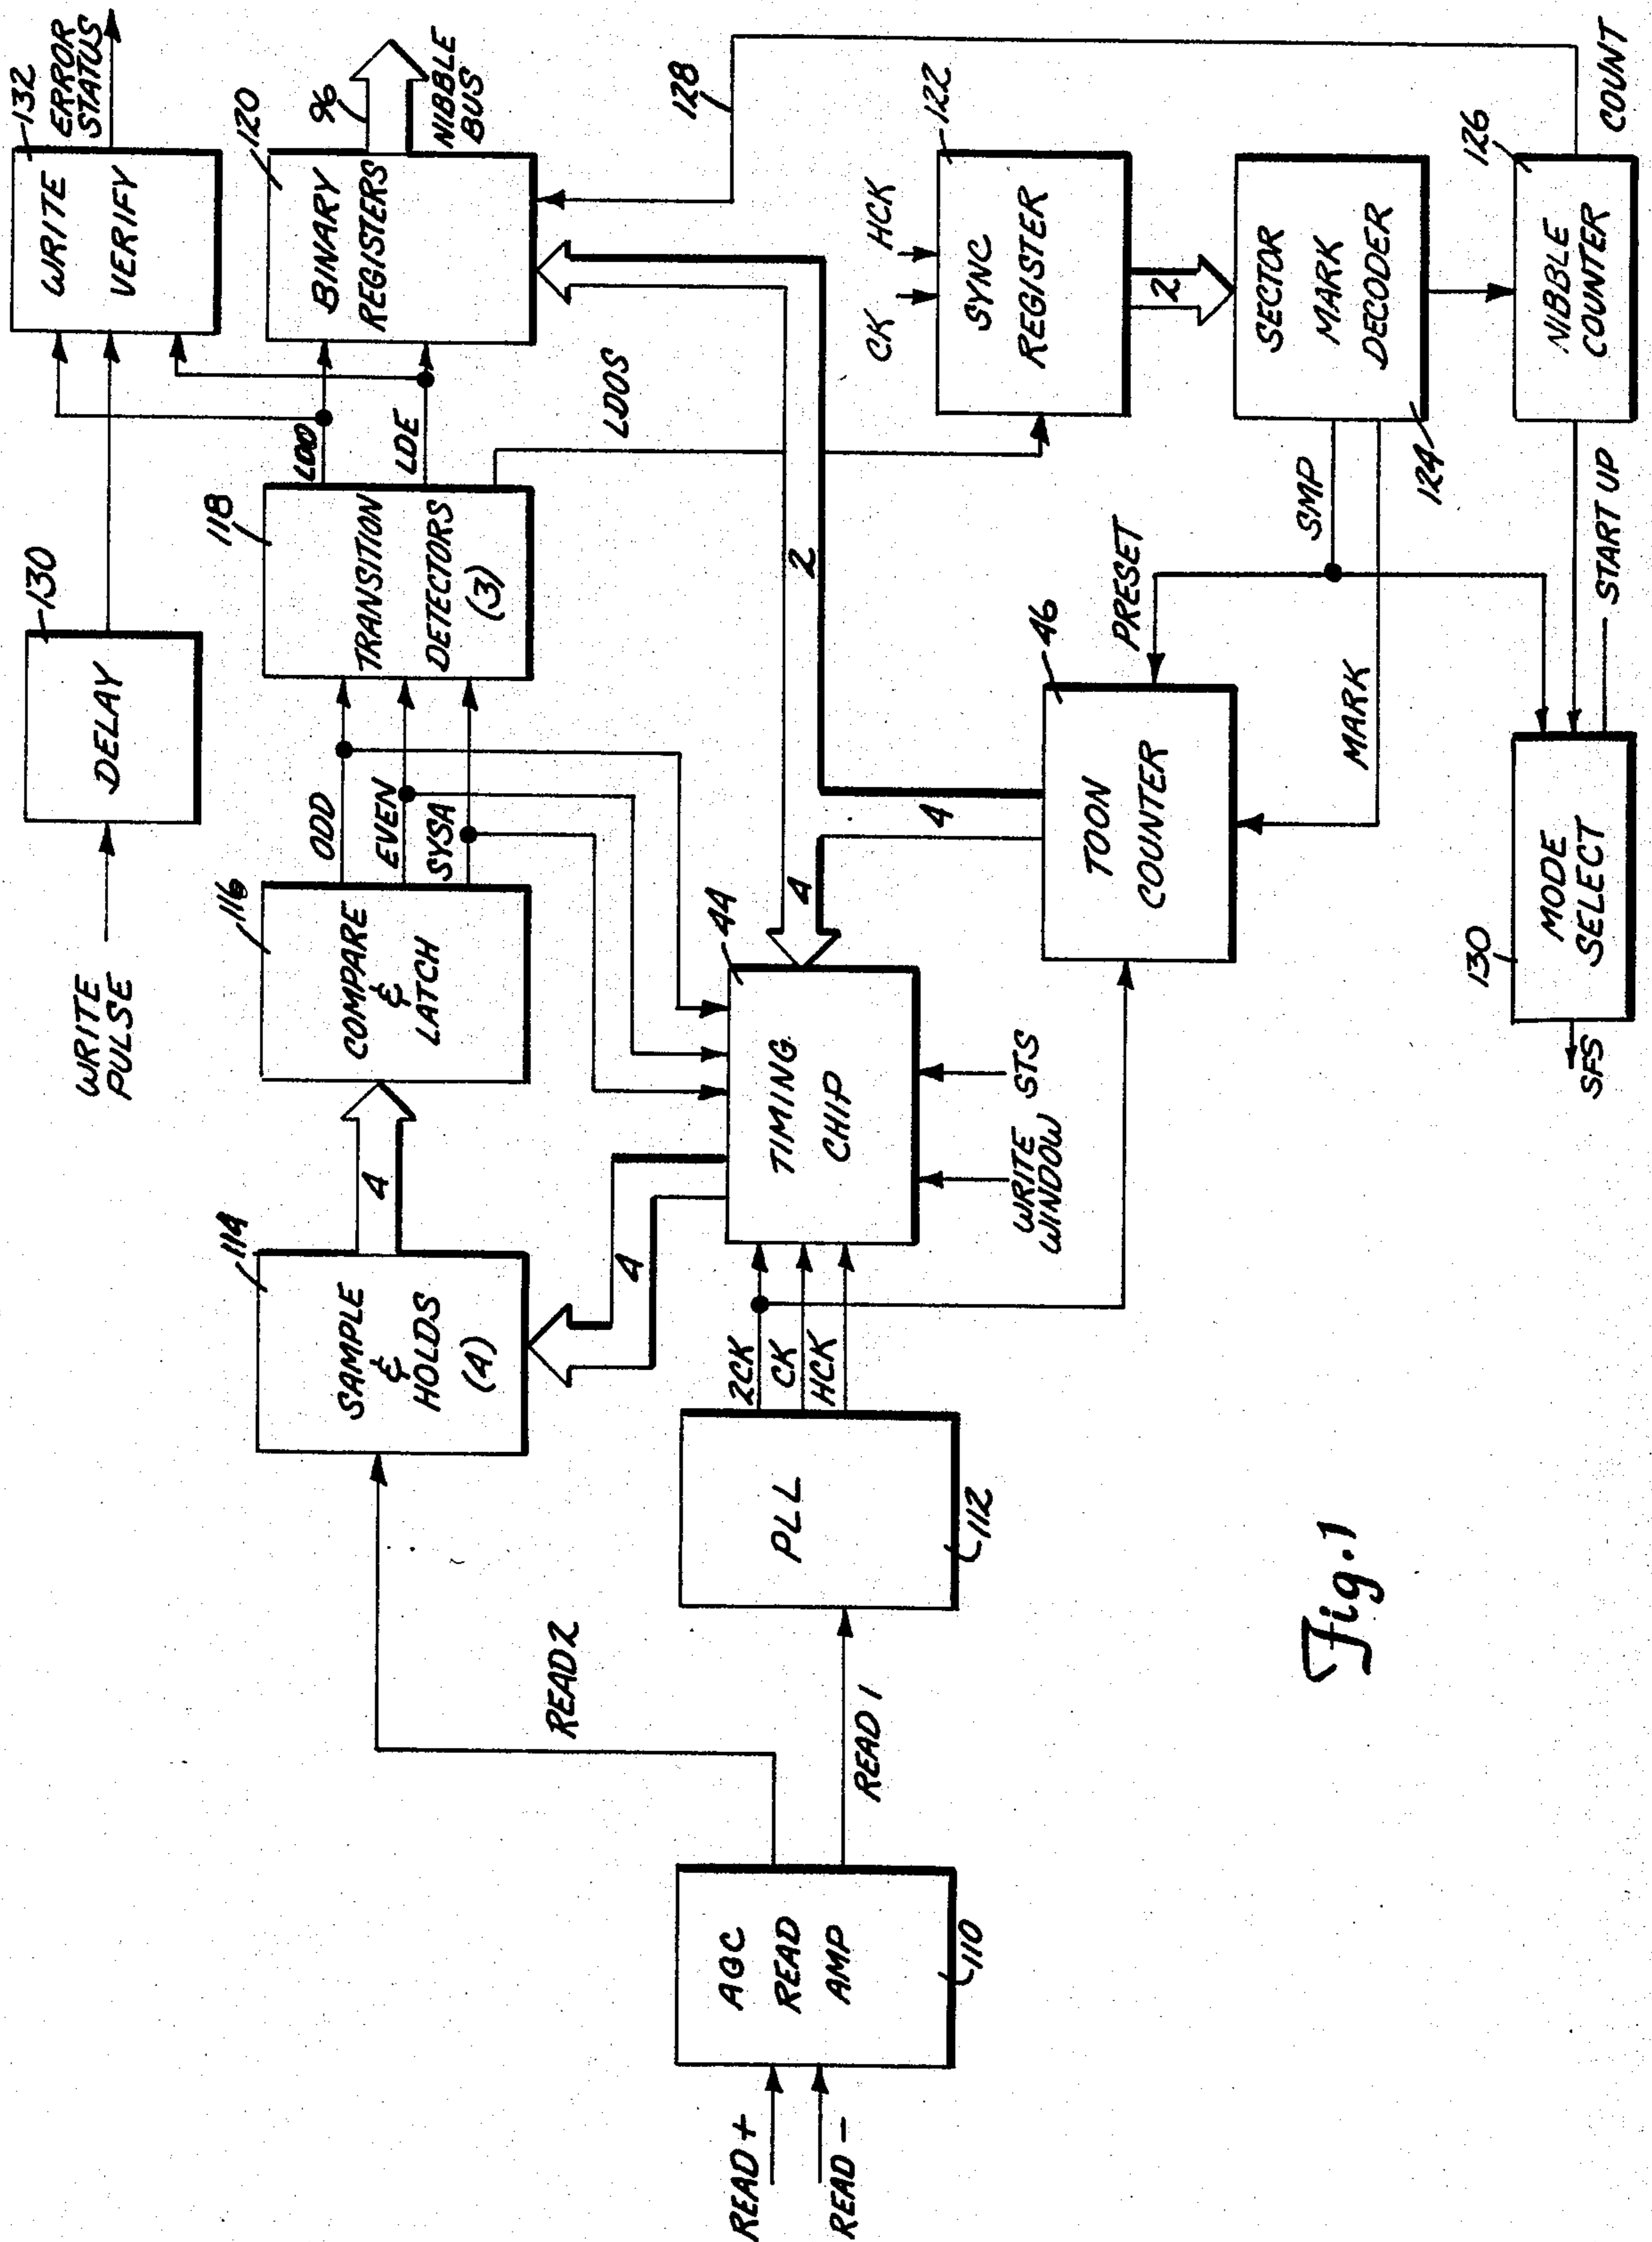 WRITE
PULSE
DELAY
130
WRITE
VERIFY
132
ERROR
STATUS
SAMPLE
&
HOLDS
(4)
114
4
COMPARE
&
LATCH
116
ODD
EVEN
SYSA
TRANSITION
DETECTORS
(3)
118
LDO
LDE
LDOS
BINARY
REGISTERS
120
96
NIBBLE
BUS
READ2
READ 1
READ+
READ-
AGC
READ
AMP
110
PLL
112
2CK
CK
HCK
4
TIMING
CHIP
44
WRITE
WINDOW
STS
4
4
2
128
TOON
COUNTER
46
PRESET
MARK
SMP
CK
HCK
SYNC
REGISTER
122
2
SECTOR
MARK
DECODER
124
NIBBLE
COUNTER
126
COUNT
START UP
MODE
SELECT
130
SFS
Fig.1